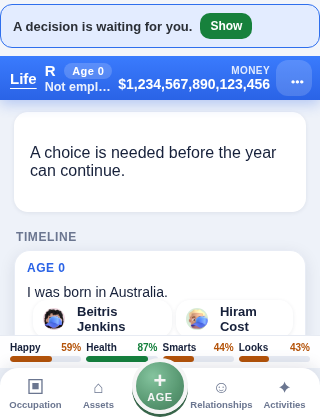 A decision is waiting for you. Show
Life R Age 0 MONEY
Not empl... $1,234,567,890,123,456 ...
A choice is needed before the year
can continue.
TIMELINE
AGE 0
I was born in Australia.
Beitris Hiram
Jenkins Cost
Happy 59% Health 87% Smarts 44% Looks 43%
+
AGE
Occupation Assets Relationships Activities